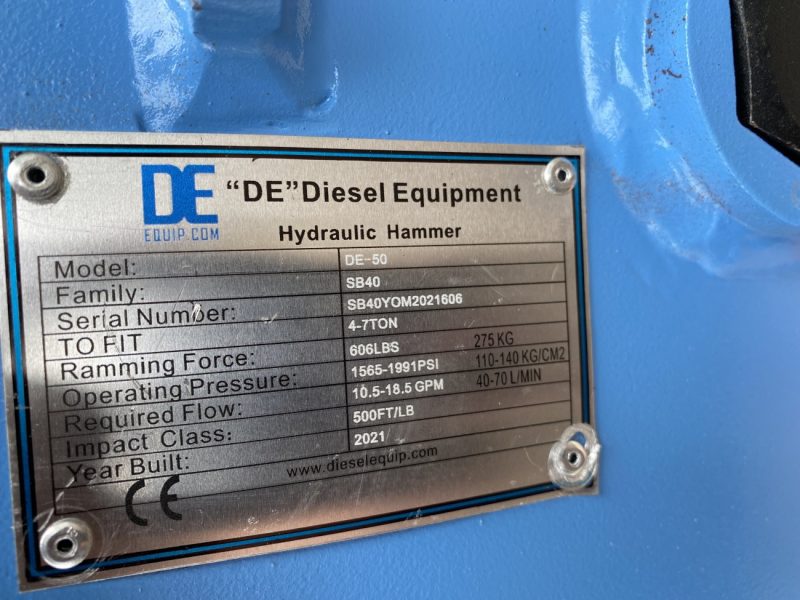 DE "DE" Diesel Equipment
EQUIP.COM
Hydraulic Hammer
Model: DE-50
Family: SB40
Serial Number: SB40YOM2021606
TO FIT 4-7TON
Ramming Force: 606LBS 275 KG
Operating Pressure: 1565-1991PSI 110-140 KG/CM2
Required Flow: 10.5-18.5 GPM 40-70 L/MIN
Impact Class: 500FT/LB
Year Built: 2021
www.dieselequip.com
CE